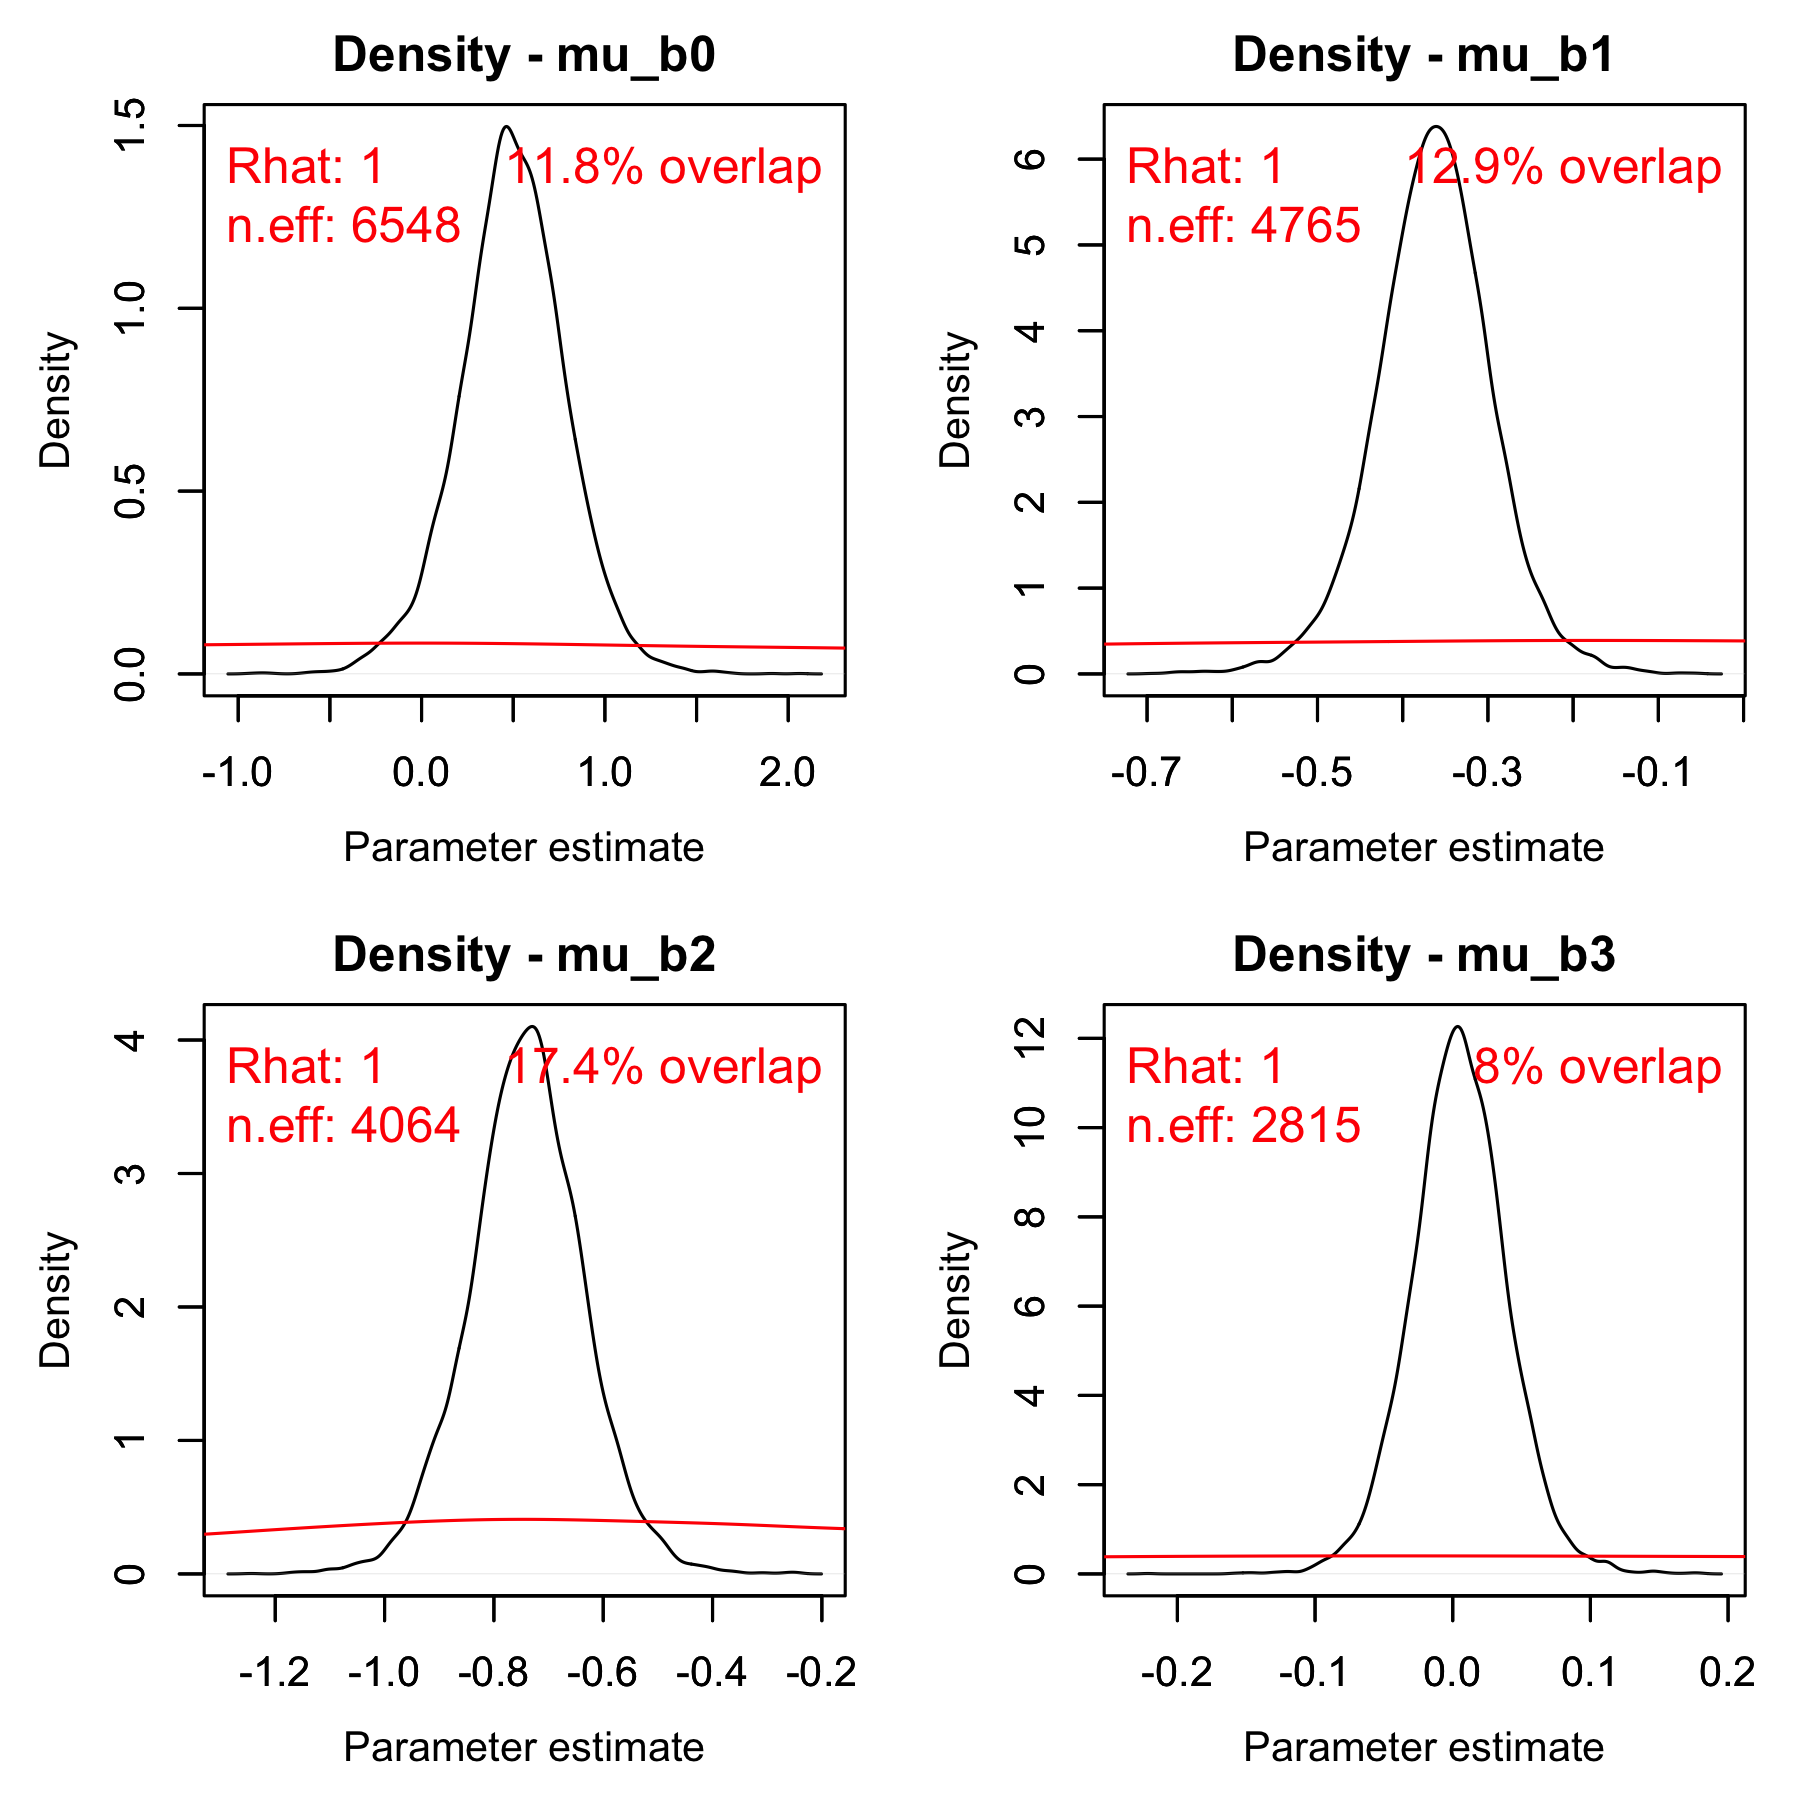 Density - mu_b0
Rhat: 1
11.8% overlap
n.eff: 6548
Density
0.0
0.5
1.0
1.5
-1.0
0.0
1.0
2.0
Parameter estimate
Density - mu_b1
Rhat: 1
12.9% overlap
n.eff: 4765
Density
0
1
2
3
4
5
6
-0.7
-0.5
-0.3
-0.1
Parameter estimate
Density - mu_b2
Rhat: 1
17.4% overlap
n.eff: 4064
Density
0
1
2
3
4
-1.2
-1.0
-0.8
-0.6
-0.4
-0.2
Parameter estimate
Density - mu_b3
Rhat: 1
8% overlap
n.eff: 2815
Density
0
2
4
6
8
10
12
-0.2
-0.1
0.0
0.1
0.2
Parameter estimate